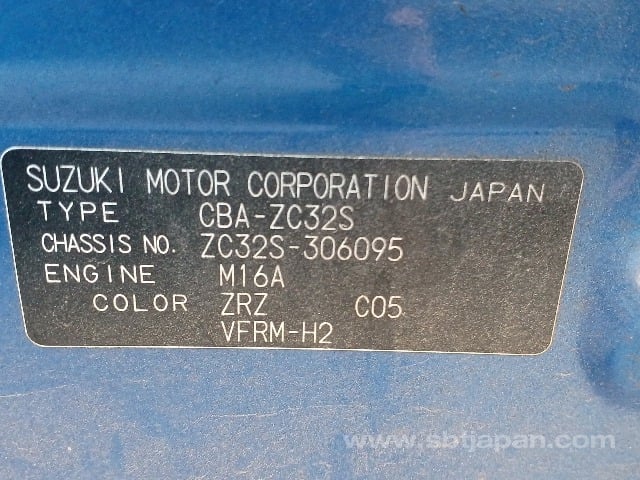 SUZUKI MOTOR CORPORATION JAPAN
TYPE CBA-ZC32S
CHASSIS NO. ZC32S-306095
ENGINE M16A
COLOR ZRZ C05
VFRM-H2
www.sbtjapan.com